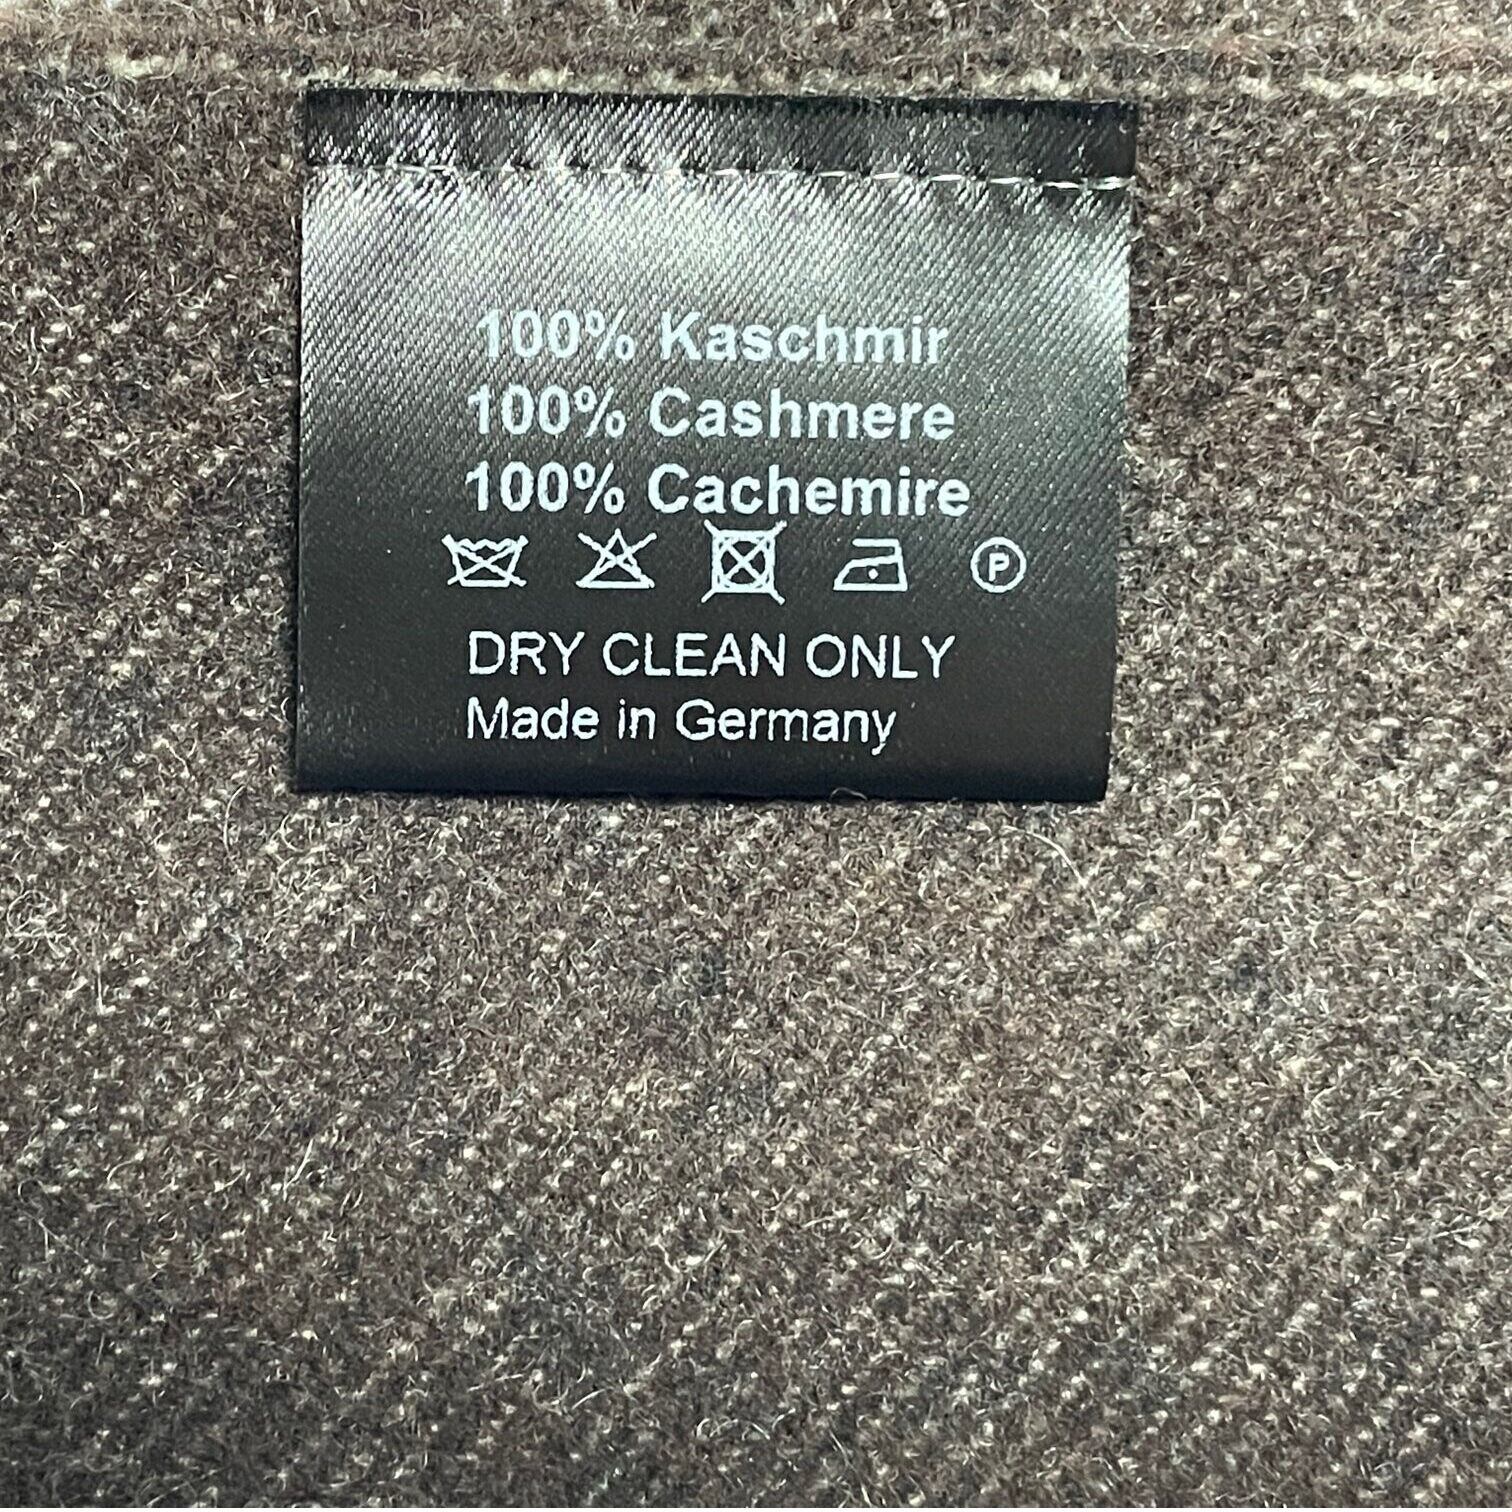 100% Kaschmir
100% Cashmere
100% Cachemire
P
DRY CLEAN ONLY
Made in Germany